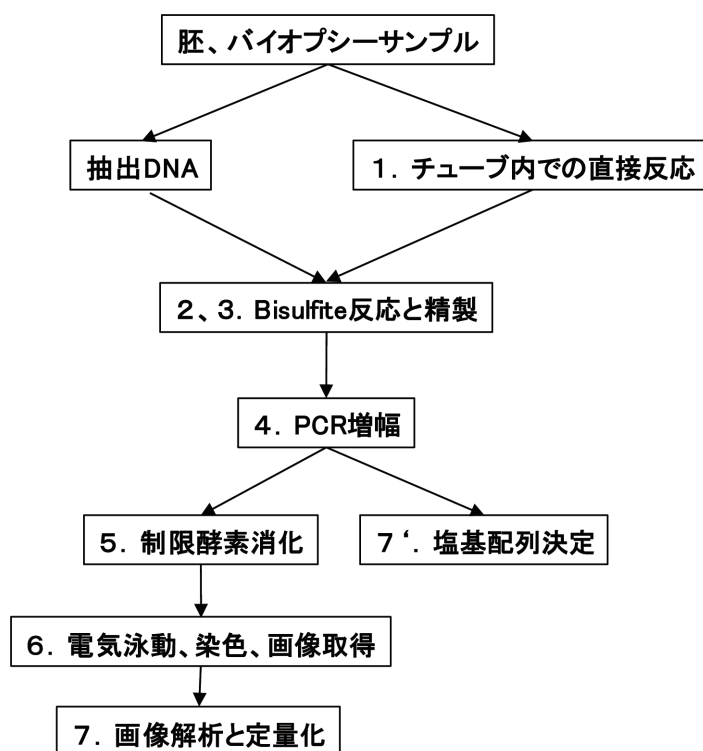 胚、バイオプシーサンプル
抽出DNA
1．チューブ内での直接反応
2、3．Bisulfite反応と精製
4．PCR増幅
5．制限酵素消化
7‘．塩基配列決定
6．電気泳動、染色、画像取得
7．画像解析と定量化